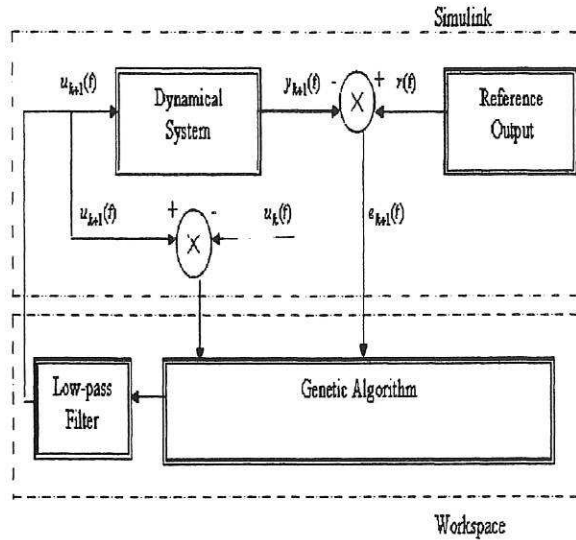 Simulink
u_{k+1}(t)
Dynamical
System
y_{k+1}(t)
- + r(t)
Reference
Output
u_{k+1}(t)
+ -
u_k(t)
e_{k+1}(t)
Low-pass
Filter
Genetic Algorithm
Workspace